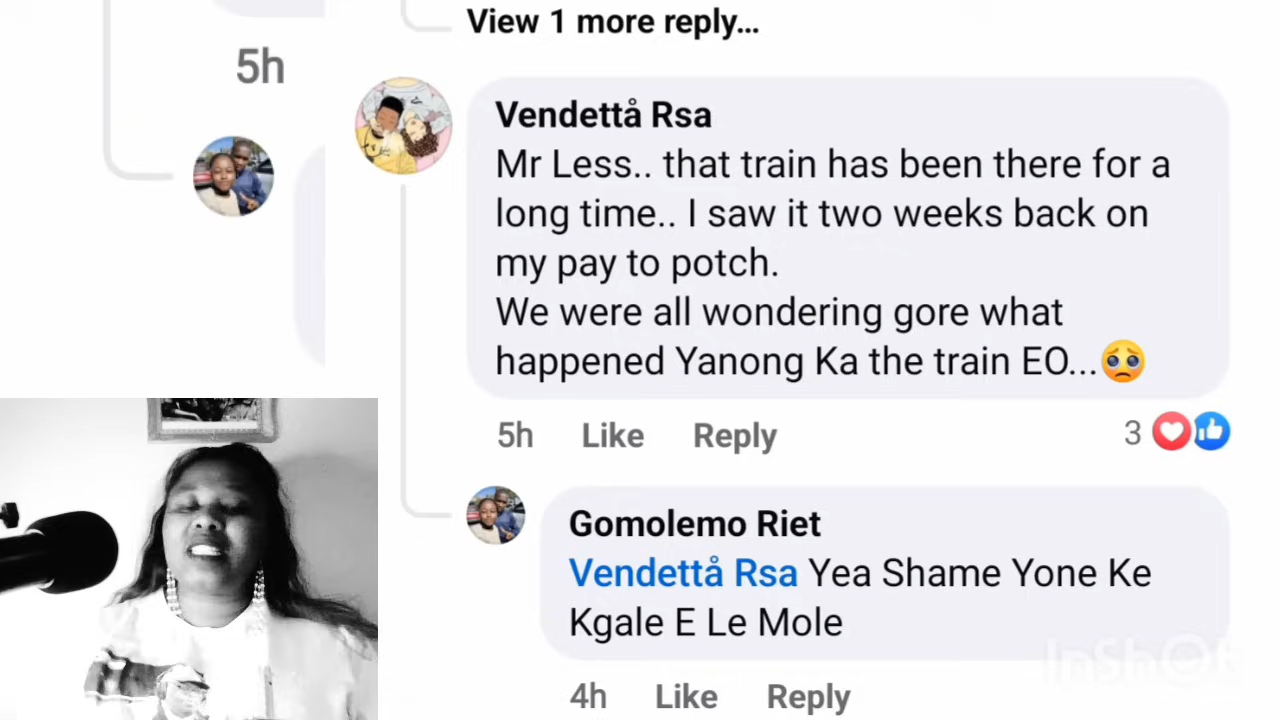 View 1 more reply...
5h
Vendettå Rsa
Mr Less.. that train has been there for a
long time.. I saw it two weeks back on
my pay to potch.
We were all wondering gore what
happened Yanong Ka the train EO...🥺
5h Like Reply 3
Gomolemo Riet
Vendettå Rsa Yea Shame Yone Ke
Kgale E Le Mole
4h Like Reply
InShOt